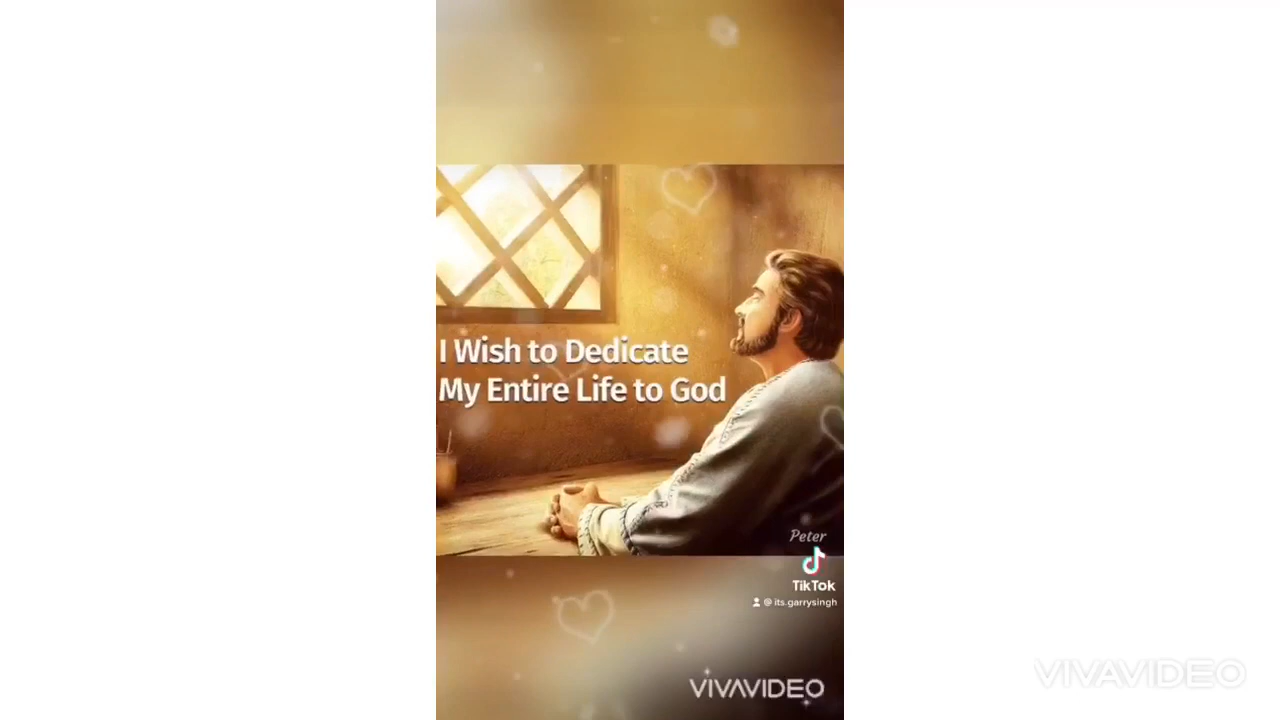 I Wish to Dedicate
My Entire Life to God
Peter
TikTok
@ its.garrysingh
VIVAVIDEO
VIVAVIDEO